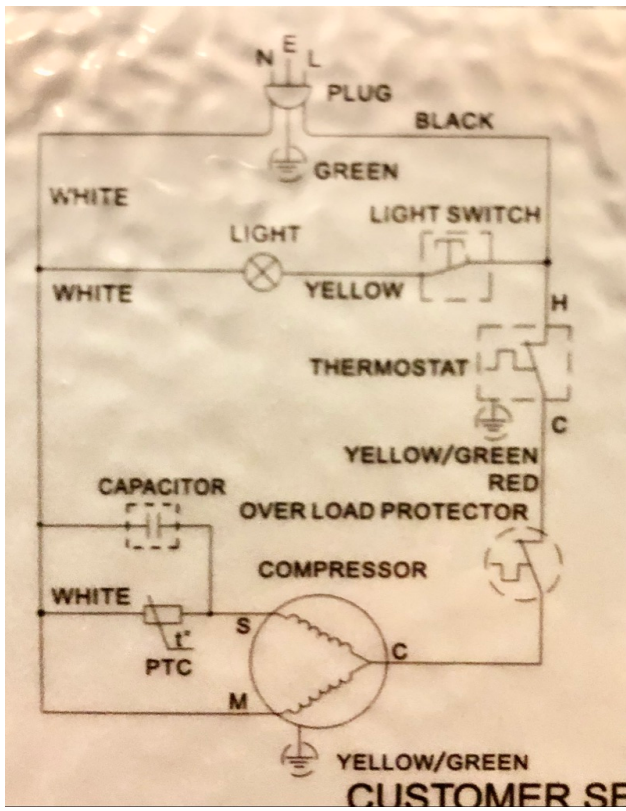 N E L
PLUG
BLACK
GREEN
WHITE
LIGHT SWITCH
LIGHT
WHITE
YELLOW
H
THERMOSTAT
C
YELLOW/GREEN
RED
CAPACITOR
OVER LOAD PROTECTOR
COMPRESSOR
WHITE
S
t°
C
PTC
M
YELLOW/GREEN
CUSTOMER